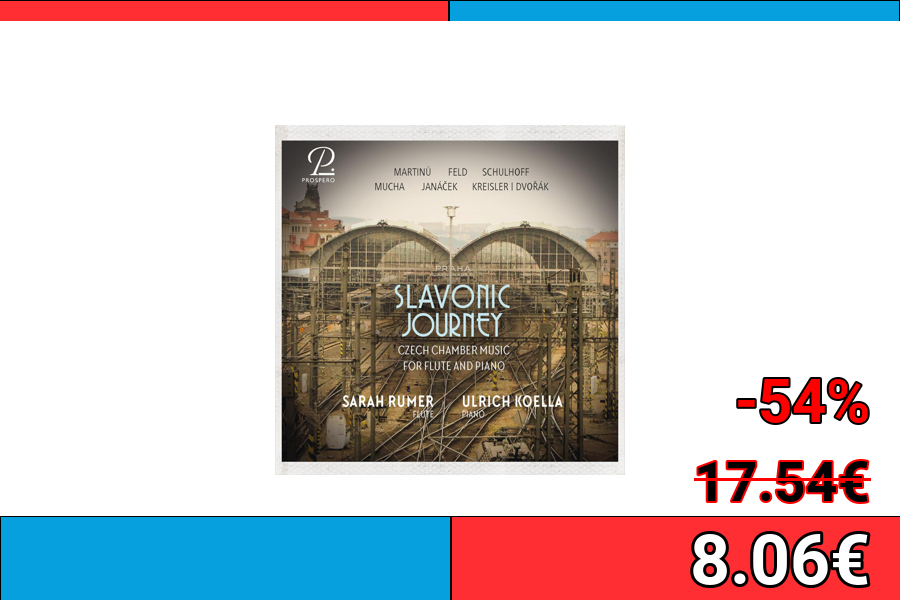 P.
PROSPERO
MARTINŮ FELD SCHULHOFF
MUCHA JANÁČEK KREISLER | DVOŘÁK
PRAHA
SLAVONIC
JOURNEY
CZECH CHAMBER MUSIC
FOR FLUTE AND PIANO
SARAH RUMER ULRICH KOELLA
FLUTE PIANO
-54%
17.54€
8.06€